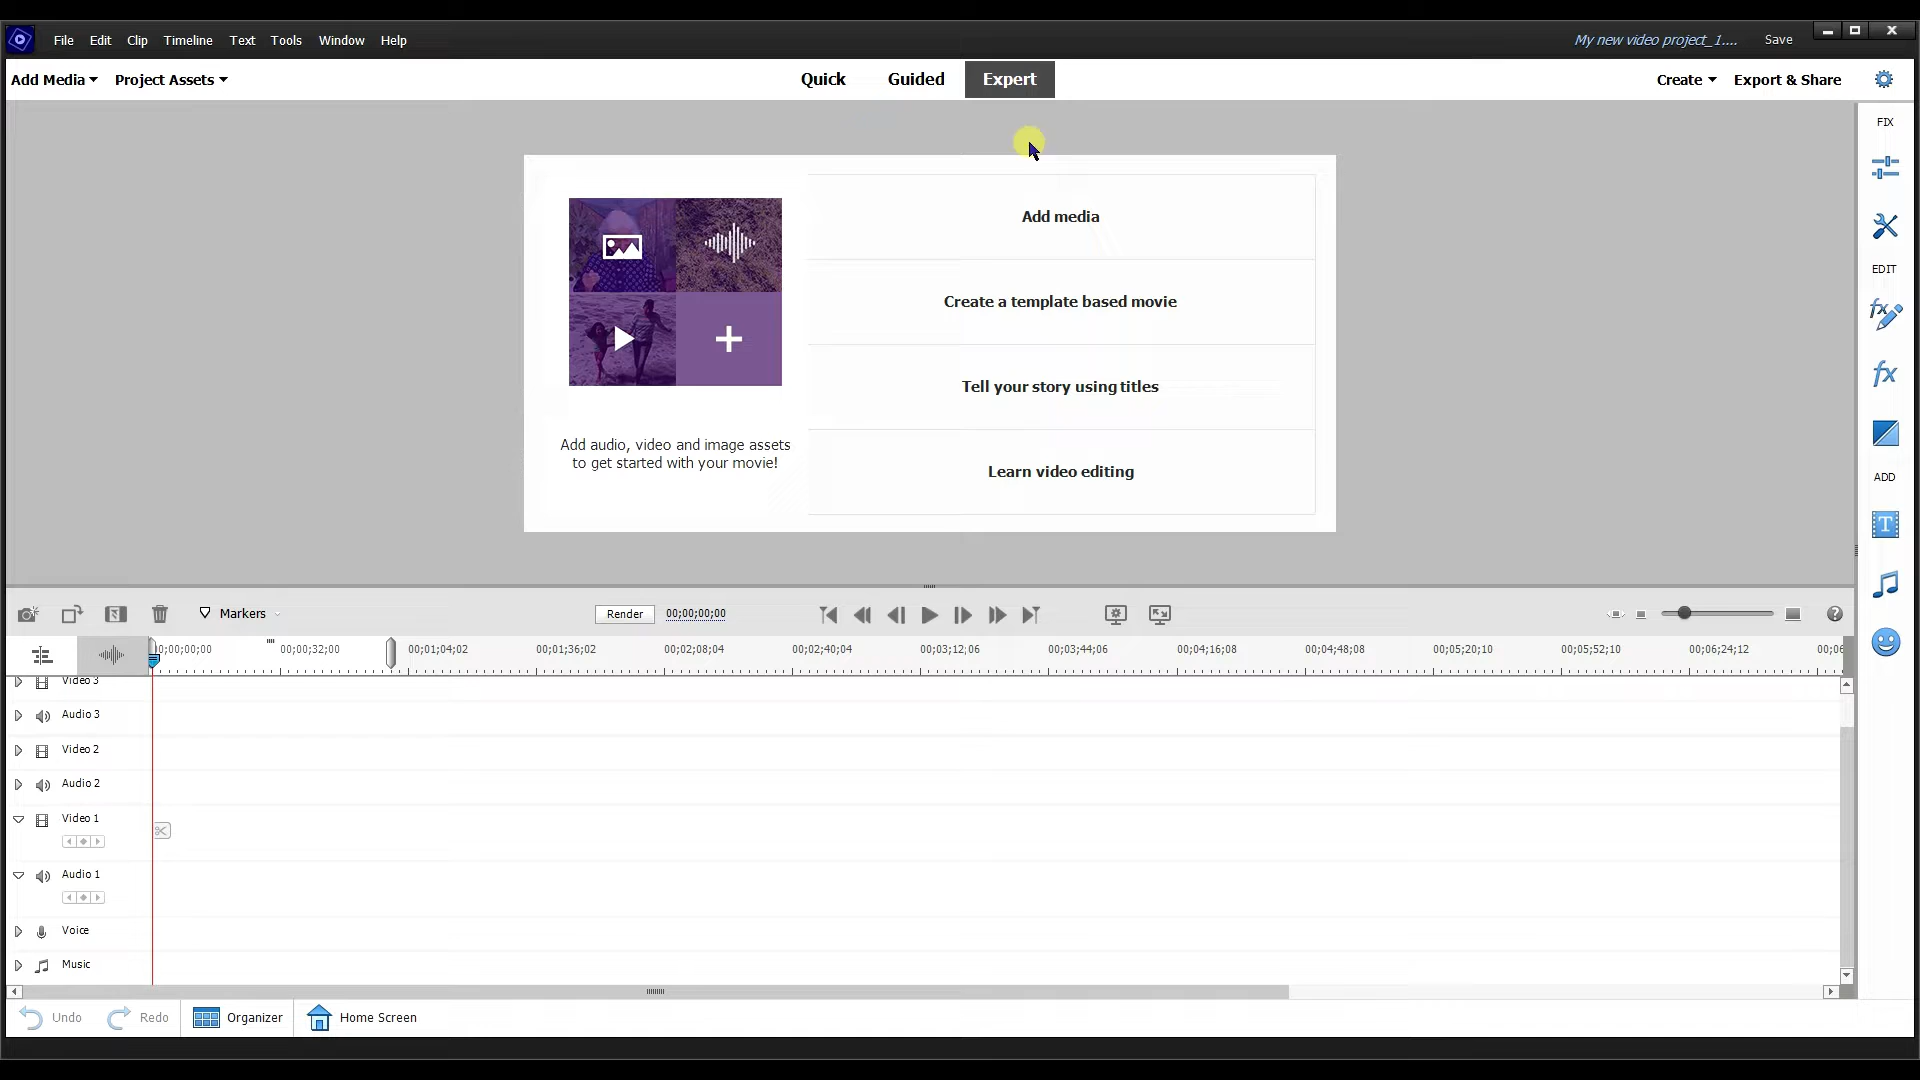 File Edit Clip Timeline Text Tools Window Help
My new video project_1.... Save
Add Media Project Assets Quick Guided Expert Create Export & Share
FIX
Add media
EDIT
Create a template based movie
Tell your story using titles
Add audio, video and image assets
to get started with your movie!
Learn video editing
ADD
Markers Render 00;00;00;00
00;00;00;00 00;00;32;00 00;01;04;02 00;01;36;02 00;02;08;04 00;02;40;04 00;03;12;06 00;03;44;06 00;04;16;08 00;04;48;08 00;05;20;10 00;05;52;10 00;06;24;12 00;06
Video 3
Audio 3
Video 2
Audio 2
Video 1
Audio 1
Voice
Music
Undo Redo Organizer Home Screen